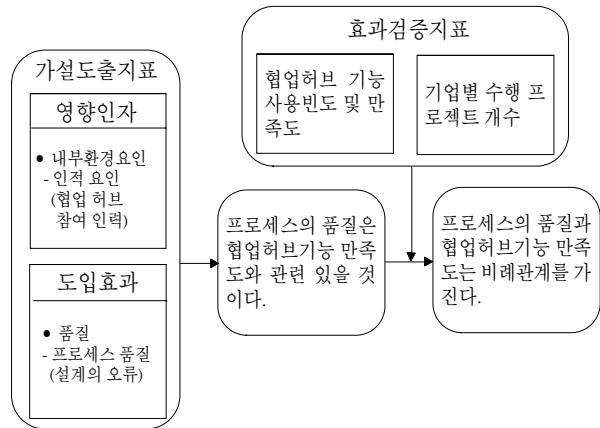 효과검증지표
협업허브 기능
사용빈도 및 만
족도
기업별 수행 프
로젝트 개수
가설도출지표
영향인자
• 내부환경요인
- 인적 요인
(협업 허브
참여 인력)
도입효과
• 품질
- 프로세스 품질
(설계의 오류)
프로세스의 품질은
협업허브기능 만족
도와 관련 있을 것
이다.
프로세스의 품질과
협업허브기능 만족
도는 비례관계를 가
진다.